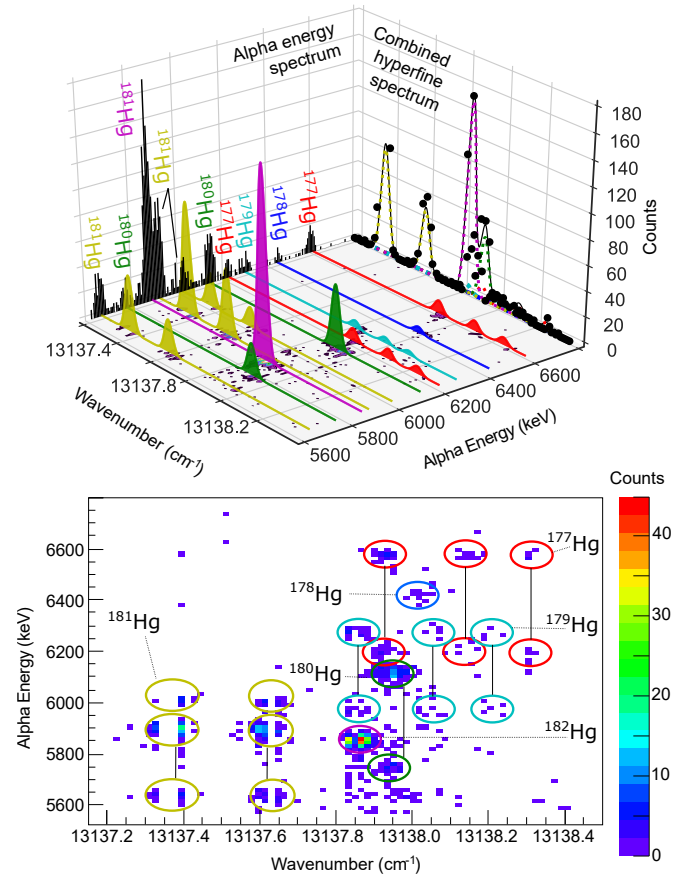 Alpha energy
spectrum
Combined
hyperfine
spectrum
181Hg
181Hg
181Hg
180Hg
180Hg
177Hg
179Hg
178Hg
177Hg
180
160
140
120
100
80
60
40
20
0
Counts
13137.4
13137.8
13138.2
Wavenumber (cm-1)
5600
5800
6000
6200
6400
6600
Alpha Energy (keV)
Counts
40
30
20
10
0
6600
6400
6200
6000
5800
5600
Alpha Energy (keV)
177Hg
178Hg
179Hg
181Hg
180Hg
182Hg
13137.2
13137.4
13137.6
13137.8
13138.0
13138.2
13138.4
Wavenumber (cm-1)